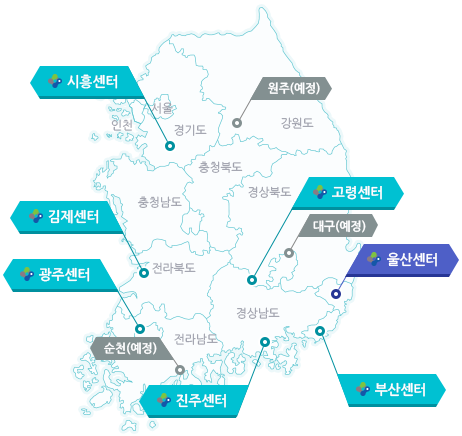 시흥센터
원주(예정)
서울
인천
경기도
강원도
충청북도
경상북도
고령센터
충청남도
김제센터
대구(예정)
울산센터
광주센터
전라북도
경상남도
전라남도
순천(예정)
진주센터
부산센터